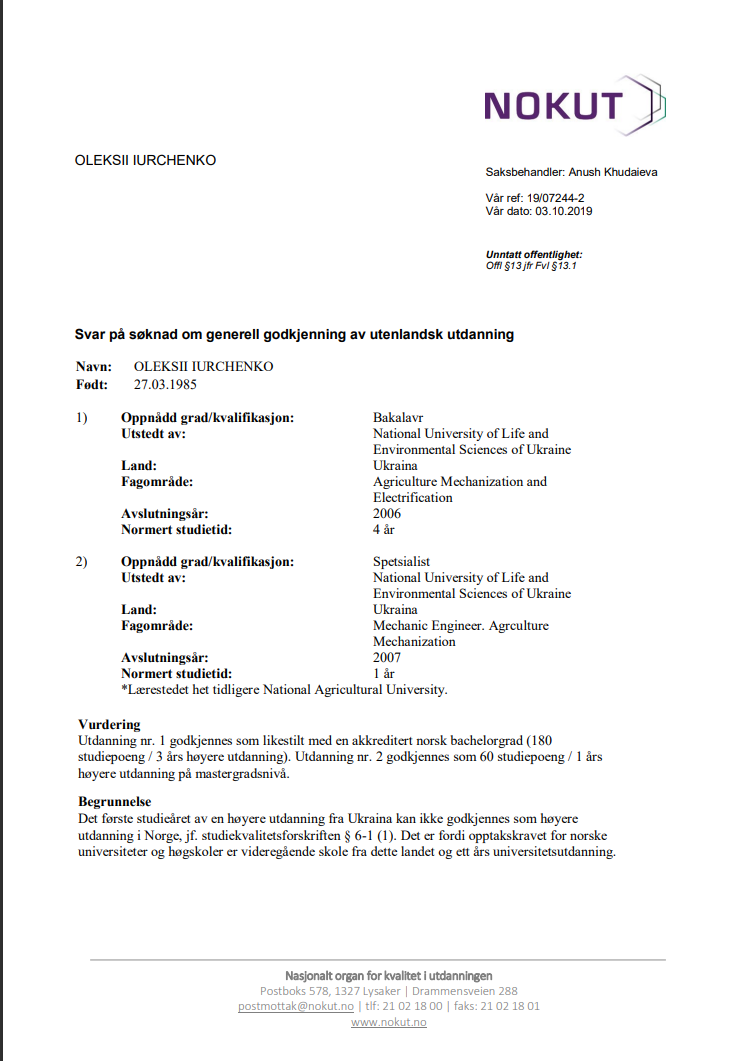 NOKUT
OLEKSII IURCHENKO
Saksbehandler: Anush Khudaieva
Vår ref: 19/07244-2
Vår dato: 03.10.2019
Unntatt offentlighet:
Offl §13 jfr Fvl §13.1
Svar på søknad om generell godkjenning av utenlandsk utdanning
Navn: OLEKSII IURCHENKO
Født: 27.03.1985
1) Oppnådd grad/kvalifikasjon: Bakalavr
Utstedt av: National University of Life and
Environmental Sciences of Ukraine
Land: Ukraina
Fagområde: Agriculture Mechanization and
Electrification
Avslutningsår: 2006
Normert studietid: 4 år
2) Oppnådd grad/kvalifikasjon: Spetsialist
Utstedt av: National University of Life and
Environmental Sciences of Ukraine
Land: Ukraina
Fagområde: Mechanic Engineer. Agrculture
Mechanization
Avslutningsår: 2007
Normert studietid: 1 år
*Lærestedet het tidligere National Agricultural University.
Vurdering
Utdanning nr. 1 godkjennes som likestilt med en akkreditert norsk bachelorgrad (180
studiepoeng / 3 års høyere utdanning). Utdanning nr. 2 godkjennes som 60 studiepoeng / 1 års
høyere utdanning på mastergradsnivå.
Begrunnelse
Det første studieåret av en høyere utdanning fra Ukraina kan ikke godkjennes som høyere
utdanning i Norge, jf. studiekvalitetsforskriften § 6-1 (1). Det er fordi opptakskravet for norske
universiteter og høgskoler er videregående skole fra dette landet og ett års universitetsutdanning.
Nasjonalt organ for kvalitet i utdanningen
Postboks 578, 1327 Lysaker | Drammensveien 288
postmottak@nokut.no | tlf: 21 02 18 00 | faks: 21 02 18 01
www.nokut.no